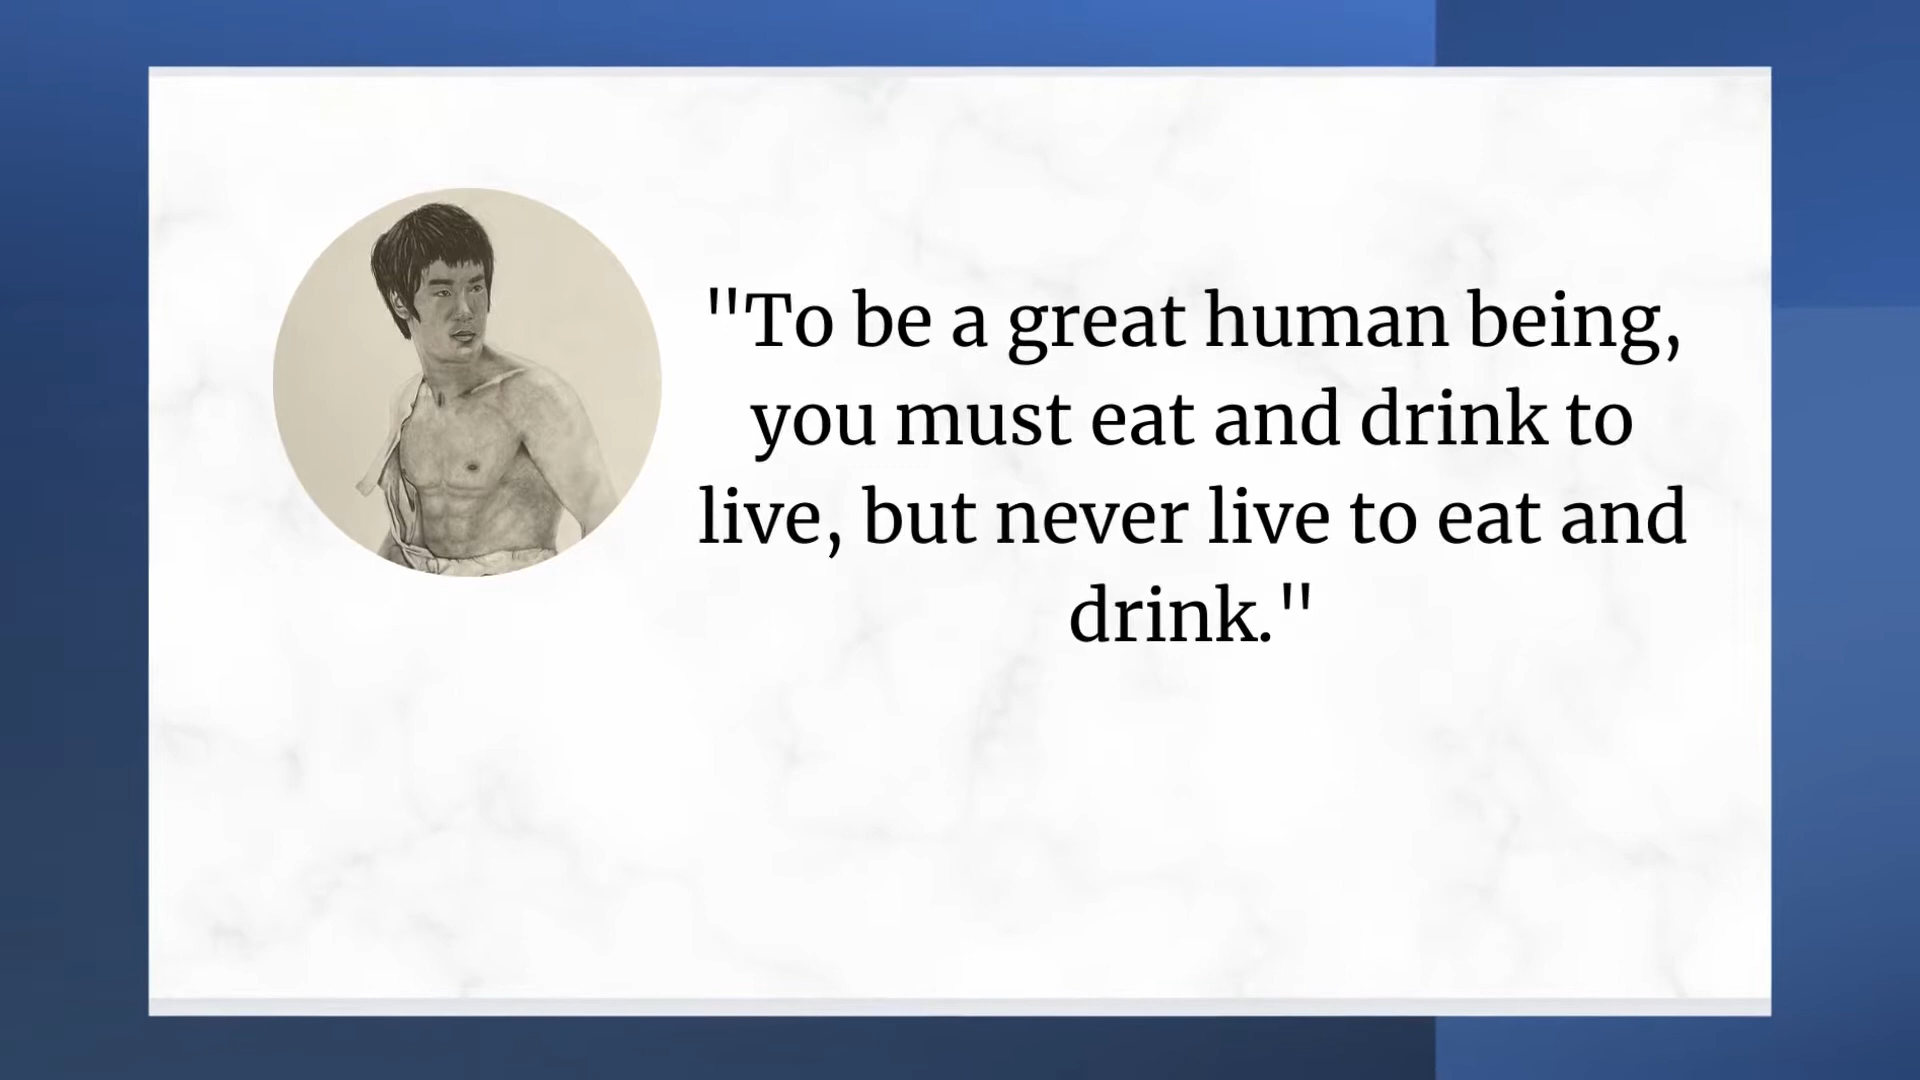 "To be a great human being,
you must eat and drink to
live, but never live to eat and
drink."